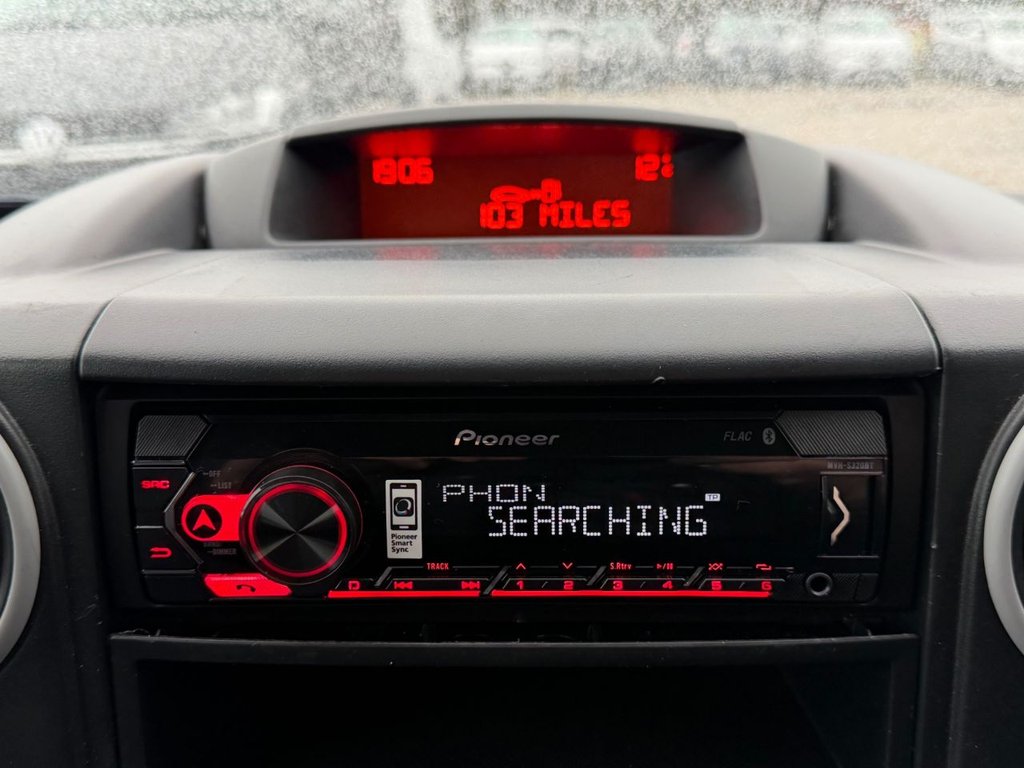 1906
12°
103 MILES
Pioneer
FLAC
MVH-S320BT
SRC
OFF
LIST
DIMMER
Pioneer
Smart
Sync
PHON
TP
SEARCHING
TRACK
S.Rtrv
D
1 2 3 4 5 6